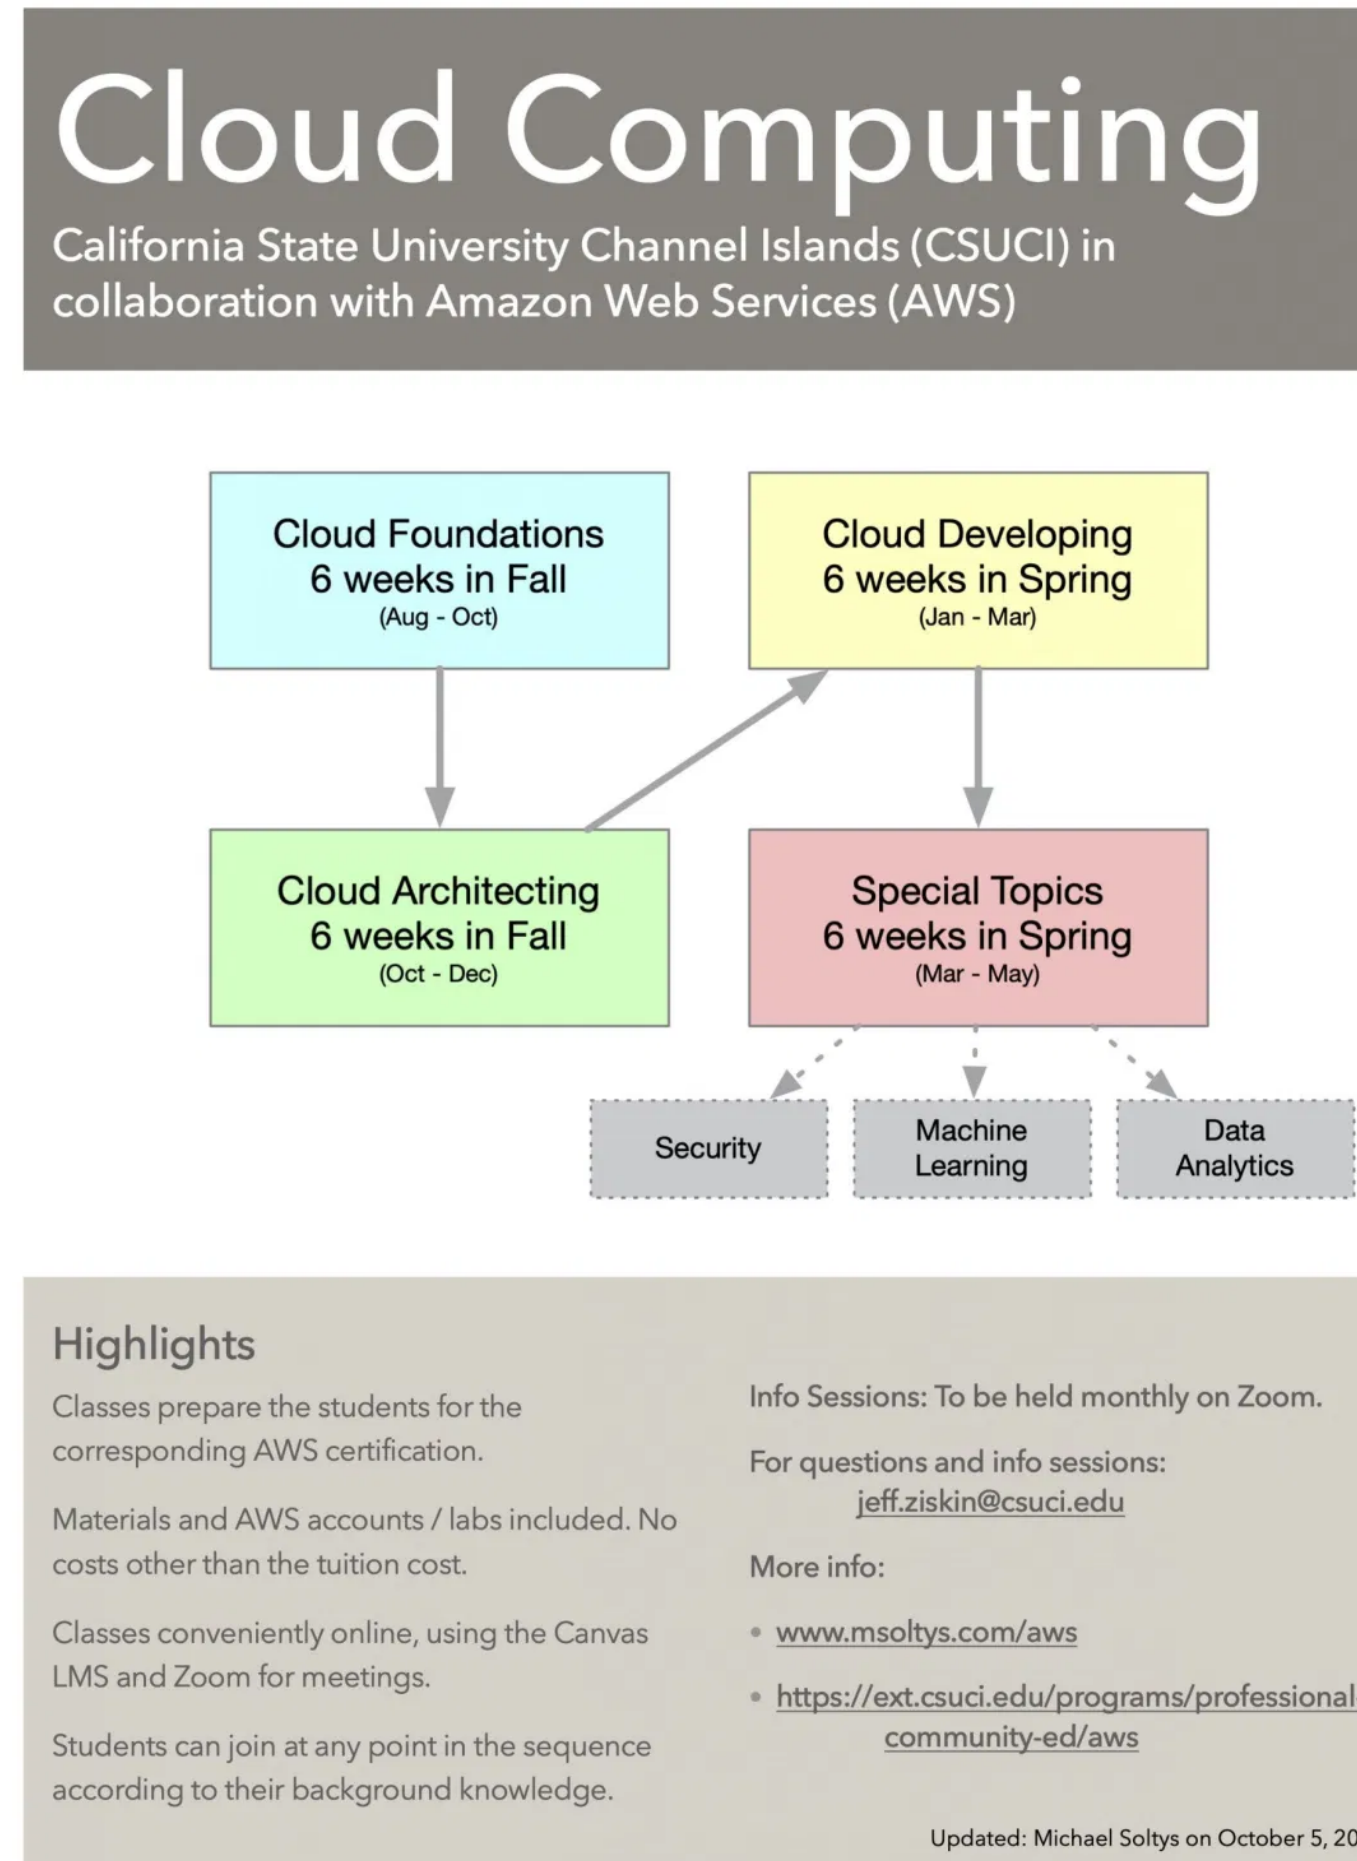 Cloud Computing
California State University Channel Islands (CSUCI) in
collaboration with Amazon Web Services (AWS)
Cloud Foundations
6 weeks in Fall
(Aug - Oct)
Cloud Developing
6 weeks in Spring
(Jan - Mar)
Cloud Architecting
6 weeks in Fall
(Oct - Dec)
Special Topics
6 weeks in Spring
(Mar - May)
Security
Machine
Learning
Data
Analytics
Highlights
Classes prepare the students for the
corresponding AWS certification.
Materials and AWS accounts / labs included. No
costs other than the tuition cost.
Classes conveniently online, using the Canvas
LMS and Zoom for meetings.
Students can join at any point in the sequence
according to their background knowledge.
Info Sessions: To be held monthly on Zoom.
For questions and info sessions:
jeff.ziskin@csuci.edu
More info:
• www.msoltys.com/aws
• https://ext.csuci.edu/programs/professional-
community-ed/aws
Updated: Michael Soltys on October 5,